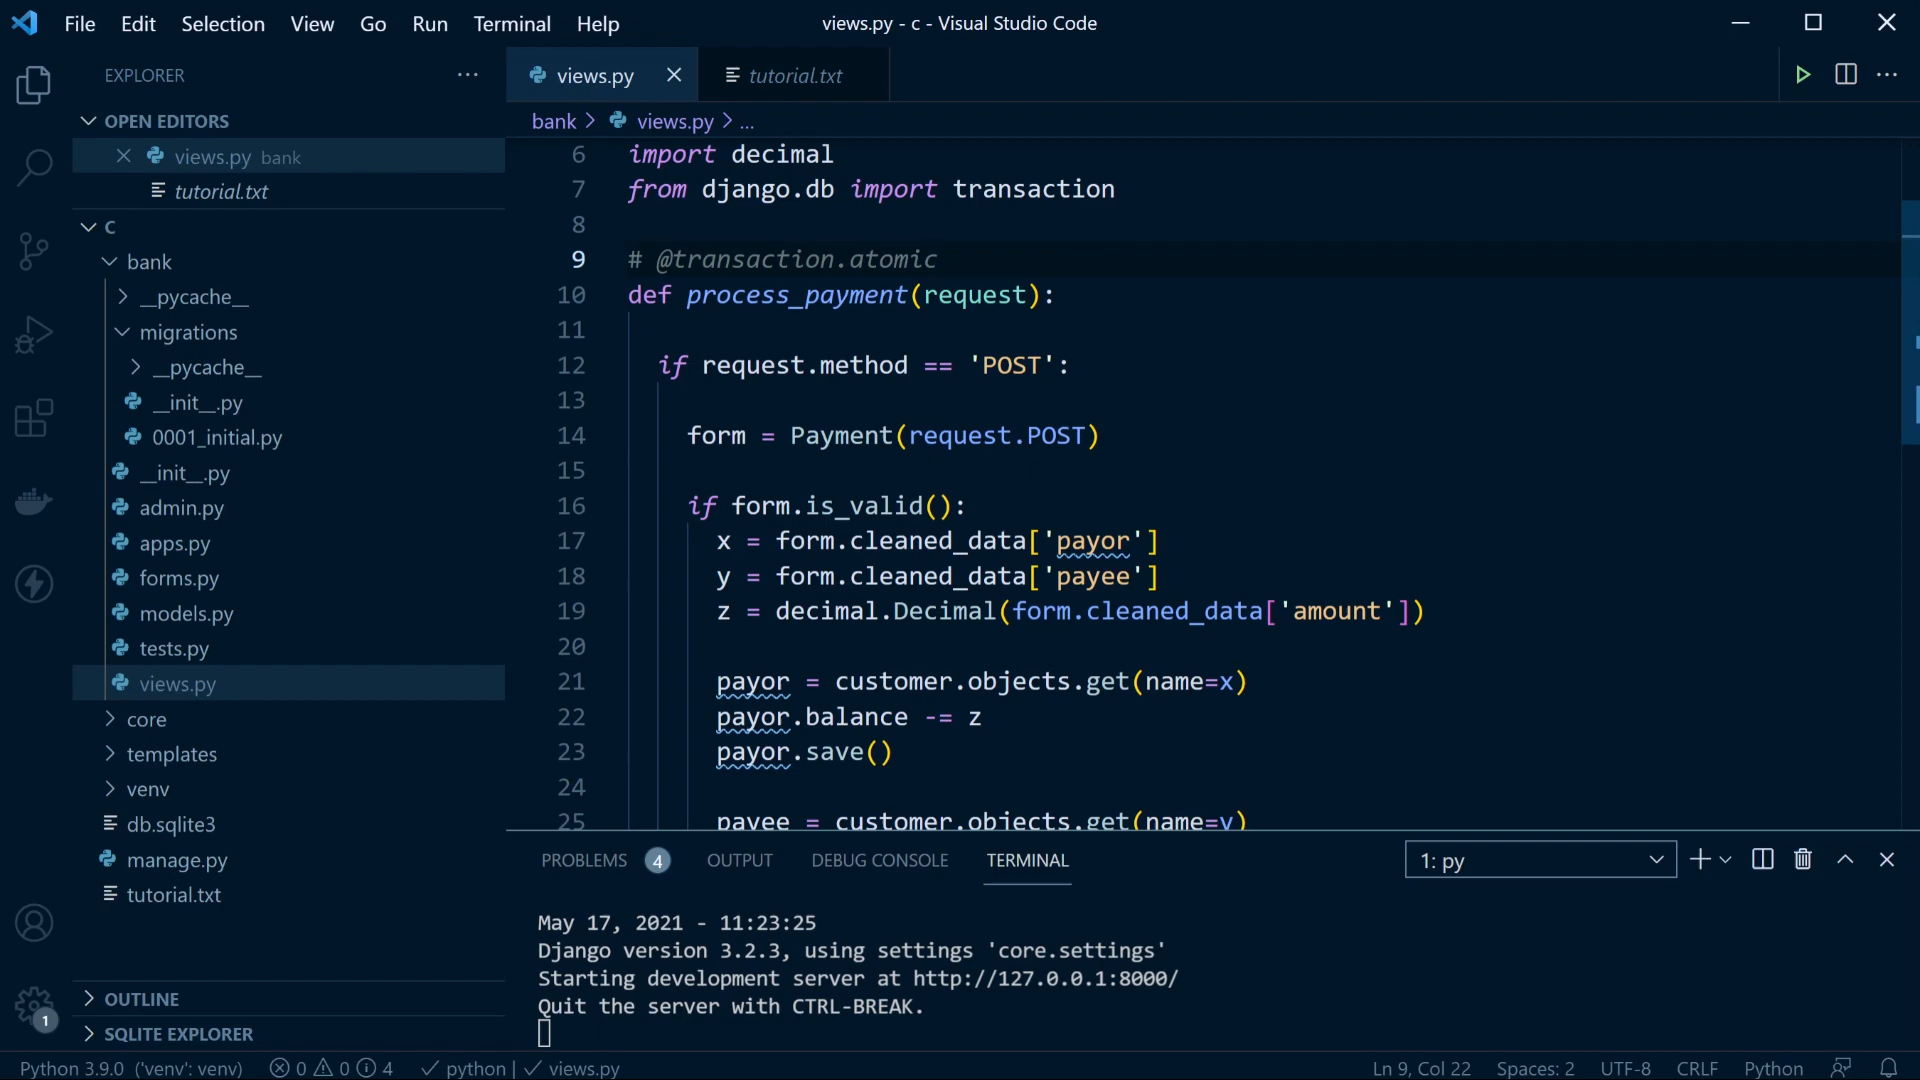 File Edit Selection View Go Run Terminal Help views.py - c - Visual Studio Code
EXPLORER
OPEN EDITORS
views.py bank
tutorial.txt
C
bank
__pycache__
migrations
__pycache__
__init__.py
0001_initial.py
__init__.py
admin.py
apps.py
forms.py
models.py
tests.py
views.py
core
templates
venv
db.sqlite3
manage.py
tutorial.txt
OUTLINE
SQLITE EXPLORER
1
views.py tutorial.txt
bank > views.py > ...
6 import decimal
7 from django.db import transaction
8
9 # @transaction.atomic
10 def process_payment(request):
11
12 if request.method == 'POST':
13
14 form = Payment(request.POST)
15
16 if form.is_valid():
17 x = form.cleaned_data['payor']
18 y = form.cleaned_data['payee']
19 z = decimal.Decimal(form.cleaned_data['amount'])
20
21 payor = customer.objects.get(name=x)
22 payor.balance -= z
23 payor.save()
24
25 payee = customer.objects.get(name=y)
PROBLEMS 4 OUTPUT DEBUG CONSOLE TERMINAL 1: py
May 17, 2021 - 11:23:25
Django version 3.2.3, using settings 'core.settings'
Starting development server at http://127.0.0.1:8000/
Quit the server with CTRL-BREAK.
Python 3.9.0 ('venv': venv) 0 0 4 python | views.py Ln 9, Col 22 Spaces: 2 UTF-8 CRLF Python